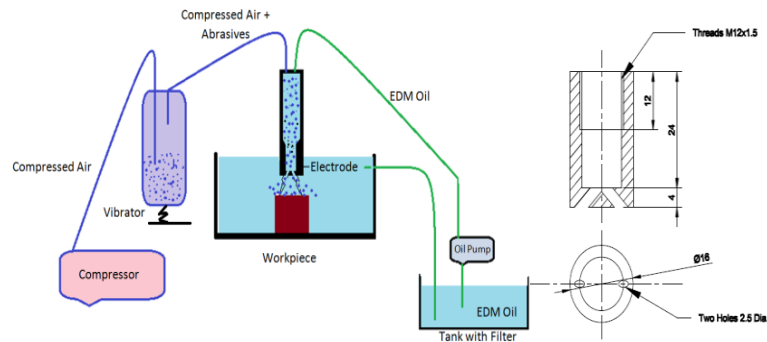 Compressed Air +
Abrasives
Threads M12x1.5
EDM Oil
12
24
Compressed Air
Electrode
4
Vibrator
Workpiece
Oil Pump
Ø16
Compressor
EDM Oil
Two Holes 2.5 Dia
Tank with Filter